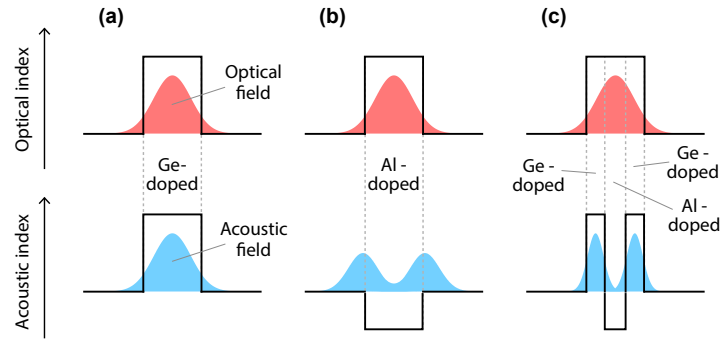 (a)
(b)
(c)
Optical index
Optical
field
Ge-
doped
Al -
doped
Ge -
doped
Ge -
doped
Al -
doped
Acoustic index
Acoustic
field